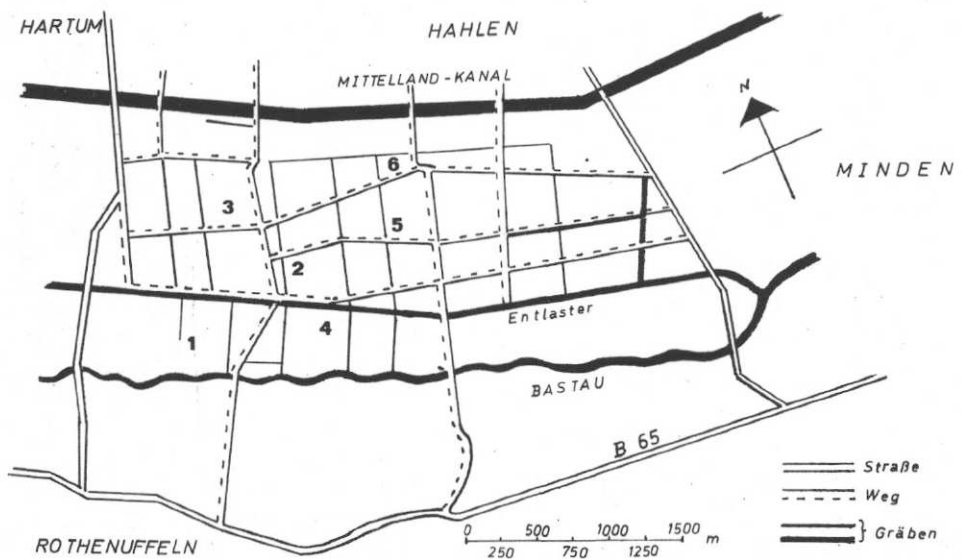 HARTUM
HAHLEN
MITTELLAND-KANAL
N
MINDEN
6
3
5
2
4
1
Entlaster
BASTAU
B 65
Straße
Weg
Gräben
0 500 1000 1500 m
250 750 1250
ROTHENUFFELN